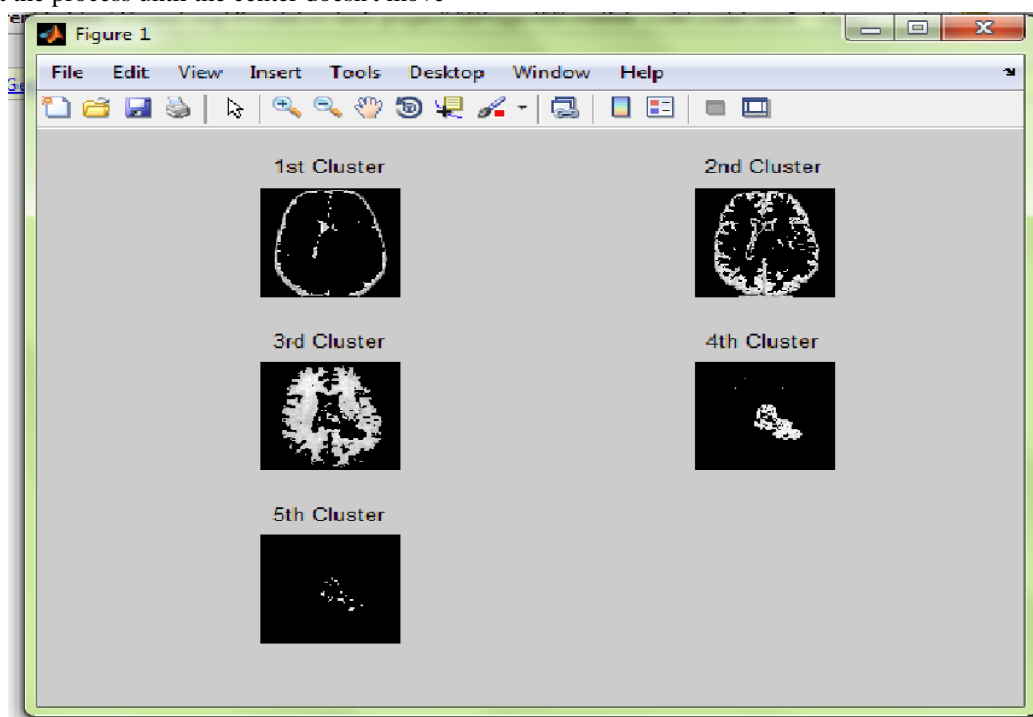 the process until the center doesn't move
Figure 1
File Edit View Insert Tools Desktop Window Help
1st Cluster
2nd Cluster
3rd Cluster
4th Cluster
5th Cluster